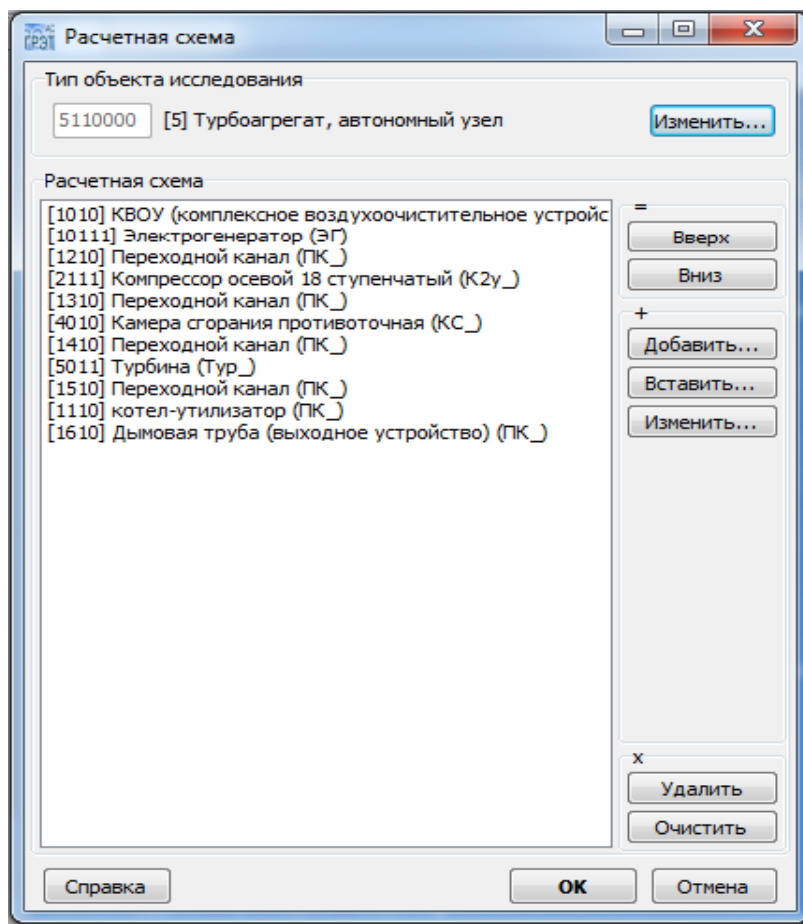 Расчетная схема
Тип объекта исследования
5110000 [5] Турбоагрегат, автономный узел Изменить...
Расчетная схема
[1010] КВОУ (комплексное воздухоочистительное устройс
[10111] Электрогенератор (ЭГ)
[1210] Переходной канал (ПК_)
[2111] Компрессор осевой 18 ступенчатый (К2у_)
[1310] Переходной канал (ПК_)
[4010] Камера сгорания противоточная (КС_)
[1410] Переходной канал (ПК_)
[5011] Турбина (Тур_)
[1510] Переходной канал (ПК_)
[1110] котел-утилизатор (ПК_)
[1610] Дымовая труба (выходное устройство) (ПК_)
=
Вверх
Вниз
+
Добавить...
Вставить...
Изменить...
x
Удалить
Очистить
Справка
OK
Отмена